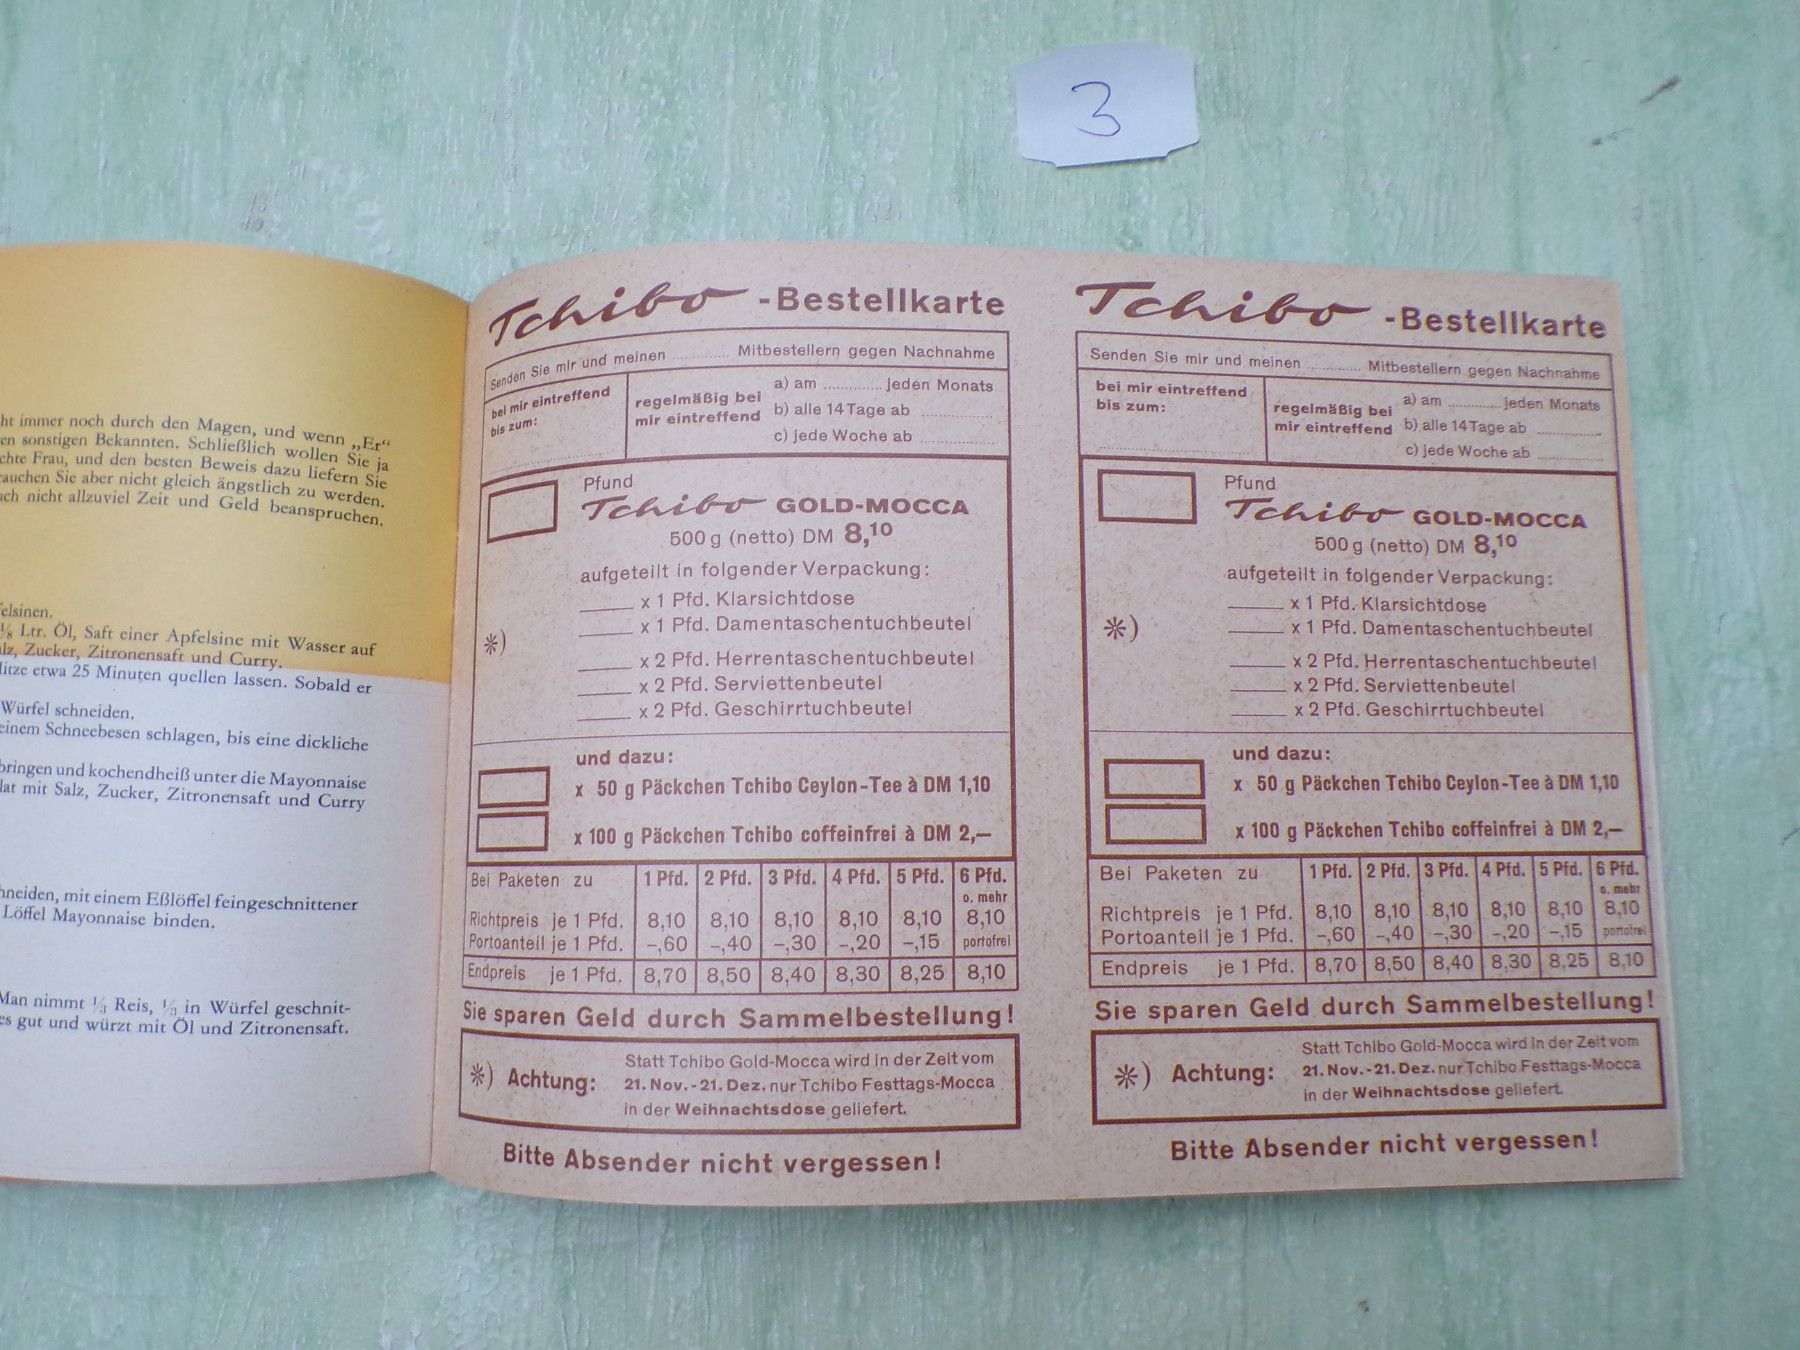 3
ht immer noch durch den Magen, und wenn „Er“
en sonstigen Bekannten. Schließlich wollen Sie ja
chte Frau, und den besten Beweis dazu liefern Sie
rauchen Sie aber nicht gleich ängstlich zu werden.
uch nicht allzuviel Zeit und Geld beanspruchen.
felsinen.
⅛ Ltr. Öl, Saft einer Apfelsine mit Wasser auf
alz, Zucker, Zitronensaft und Curry.
litze etwa 25 Minuten quellen lassen. Sobald er
Würfel schneiden.
einem Schneebesen schlagen, bis eine dickliche
bringen und kochendheiß unter die Mayonnaise
lat mit Salz, Zucker, Zitronensaft und Curry
hneiden, mit einem Eßlöffel feingeschnittener
Löffel Mayonnaise binden.
Man nimmt ⅓ Reis, ⅓ in Würfel geschnit-
es gut und würzt mit Öl und Zitronensaft.
Tchibo -Bestellkarte
Senden Sie mir und meinen ............ Mitbestellern gegen Nachnahme
bei mir eintreffend
bis zum:
regelmäßig bei
mir eintreffend
a) am ............ jeden Monats
b) alle 14 Tage ab ............
c) jede Woche ab ............
Pfund
Tchibo GOLD-MOCCA
500 g (netto) DM 8,10
aufgeteilt in folgender Verpackung:
_____ x 1 Pfd. Klarsichtdose
_____ x 1 Pfd. Damentaschentuchbeutel
*)
_____ x 2 Pfd. Herrentaschentuchbeutel
_____ x 2 Pfd. Serviettenbeutel
_____ x 2 Pfd. Geschirrtuchbeutel
und dazu:
x 50 g Päckchen Tchibo Ceylon-Tee à DM 1,10
x 100 g Päckchen Tchibo coffeinfrei à DM 2,—
Bei Paketen zu 1 Pfd. 2 Pfd. 3 Pfd. 4 Pfd. 5 Pfd. 6 Pfd.
o. mehr
Richtpreis je 1 Pfd. 8,10 8,10 8,10 8,10 8,10 8,10
Portoanteil je 1 Pfd. –,60 –,40 –,30 –,20 –,15 portofrei
Endpreis je 1 Pfd. 8,70 8,50 8,40 8,30 8,25 8,10
Sie sparen Geld durch Sammelbestellung!
*) Achtung:
Statt Tchibo Gold-Mocca wird in der Zeit vom
21. Nov. - 21. Dez. nur Tchibo Festtags-Mocca
in der Weihnachtsdose geliefert.
Bitte Absender nicht vergessen!
Tchibo -Bestellkarte
Senden Sie mir und meinen ............ Mitbestellern gegen Nachnahme
bei mir eintreffend
bis zum:
regelmäßig bei
mir eintreffend
a) am ............ jeden Monats
b) alle 14 Tage ab ............
c) jede Woche ab ............
Pfund
Tchibo GOLD-MOCCA
500 g (netto) DM 8,10
aufgeteilt in folgender Verpackung:
_____ x 1 Pfd. Klarsichtdose
_____ x 1 Pfd. Damentaschentuchbeutel
*)
_____ x 2 Pfd. Herrentaschentuchbeutel
_____ x 2 Pfd. Serviettenbeutel
_____ x 2 Pfd. Geschirrtuchbeutel
und dazu:
x 50 g Päckchen Tchibo Ceylon-Tee à DM 1,10
x 100 g Päckchen Tchibo coffeinfrei à DM 2,—
Bei Paketen zu 1 Pfd. 2 Pfd. 3 Pfd. 4 Pfd. 5 Pfd. 6 Pfd.
o. mehr
Richtpreis je 1 Pfd. 8,10 8,10 8,10 8,10 8,10 8,10
Portoanteil je 1 Pfd. –,60 –,40 –,30 –,20 –,15 portofrei
Endpreis je 1 Pfd. 8,70 8,50 8,40 8,30 8,25 8,10
Sie sparen Geld durch Sammelbestellung!
*) Achtung:
Statt Tchibo Gold-Mocca wird in der Zeit vom
21. Nov. - 21. Dez. nur Tchibo Festtags-Mocca
in der Weihnachtsdose geliefert.
Bitte Absender nicht vergessen!